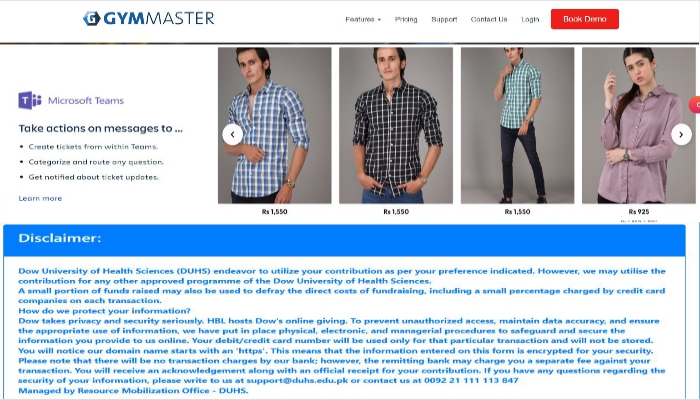 GYMMASTER
Features
Pricing
Support
Contact Us
Login
Book Demo
Microsoft Teams
Take actions on messages to ...
Create tickets from within Teams.
Categorize and route any question.
Get notified about ticket updates.
Learn more
Rs 1,550
Rs 1,550
Rs 1,550
Rs 925
Disclaimer:
Dow University of Health Sciences (DUHS) endeavor to utilize your contribution as per your preference indicated. However, we may utilise the
contribution for any other approved programme of the Dow University of Health Sciences.
A small portion of funds raised may also be used to defray the direct costs of fundraising, including a small percentage charged by credit card
companies on each transaction.
How do we protect your information?
Dow takes privacy and security seriously. HBL hosts Dow's online giving. To prevent unauthorized access, maintain data accuracy, and ensure
the appropriate use of information, we have put in place physical, electronic, and managerial procedures to safeguard and secure the
information you provide to us online. Your debit/credit card number will be used only for that particular transaction and will not be stored.
You will notice our domain name starts with an 'https'. This means that the information entered on this form is encrypted for your security.
Please note that there will be no transaction charges by our bank; however, the remitting bank may charge you a separate fee against your
transaction. You will receive an acknowledgement along with an official receipt for your contribution. If you have any questions regarding the
security of your information, please write to us at support@duhs.edu.pk or contact us at 0092 21 111 113 847
Managed by Resource Mobilization Office - DUHS.